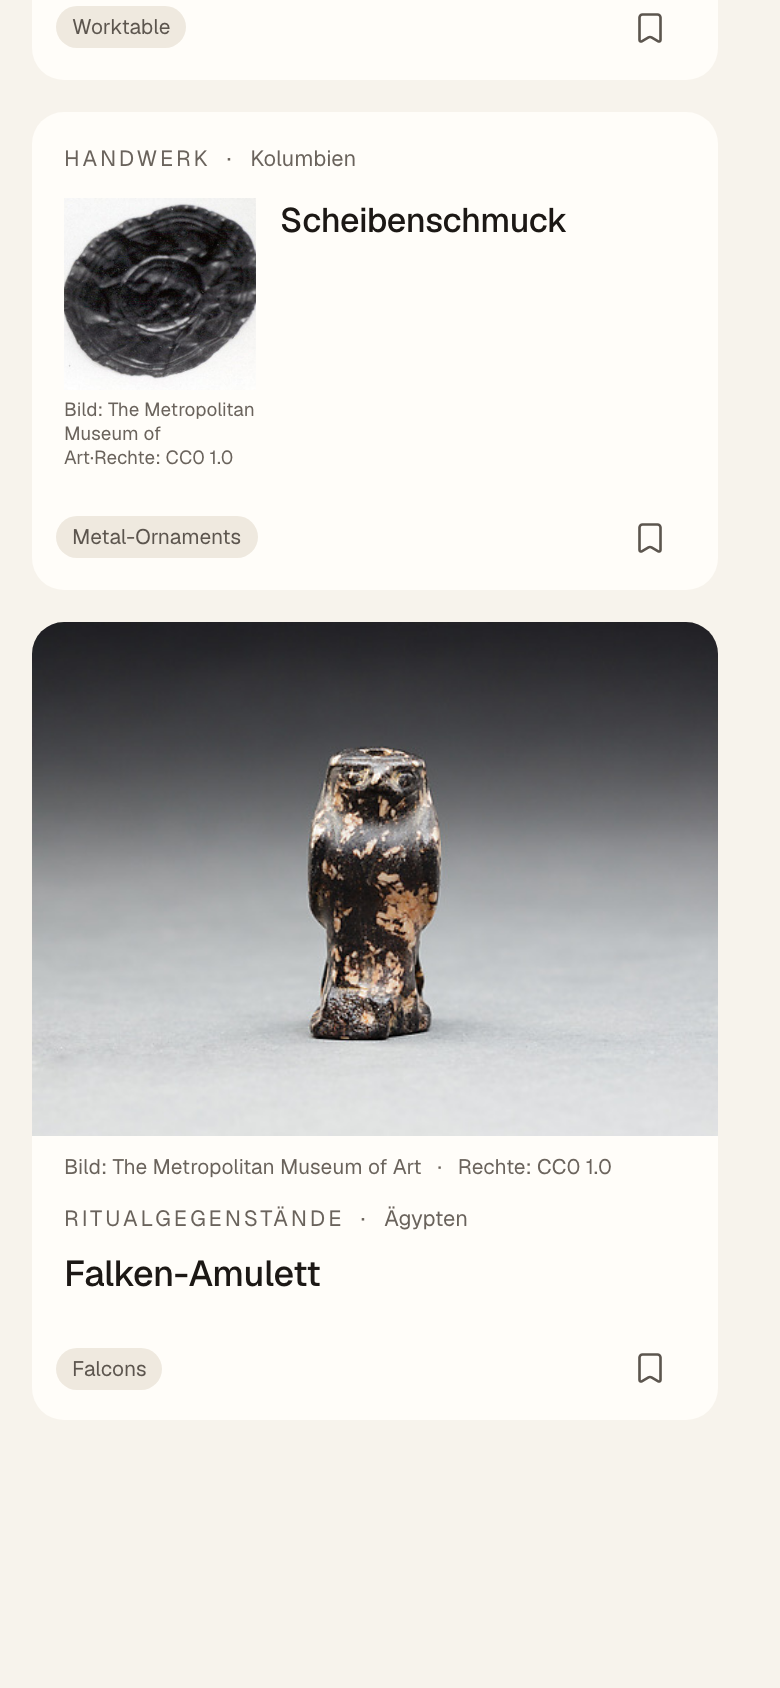 Worktable
HANDWERK · Kolumbien
Scheibenschmuck
Bild: The Metropolitan
Museum of
Art·Rechte: CC0 1.0
Metal-Ornaments
Bild: The Metropolitan Museum of Art · Rechte: CC0 1.0
RITUALGEGENSTÄNDE · Ägypten
Falken-Amulett
Falcons